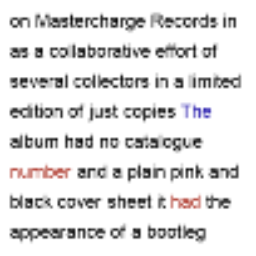 on Mastercharge Records in
as a collaborative effort of
several collectors in a limited
edition of just copies The
album had no catalogue
number and a plain pink and
black cover sheet it had the
appearance of a bootleg